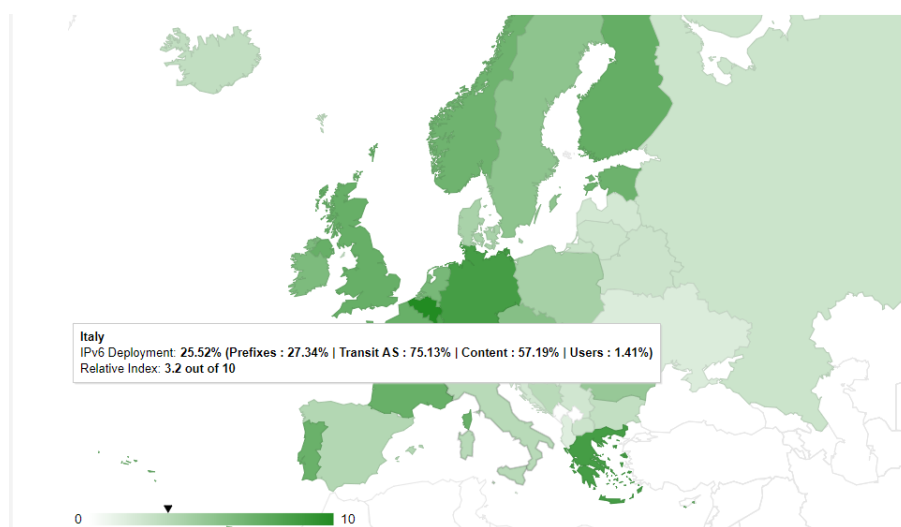 Italy
IPv6 Deployment: 25.52% (Prefixes : 27.34% | Transit AS : 75.13% | Content : 57.19% | Users : 1.41%)
Relative Index: 3.2 out of 10
0 10